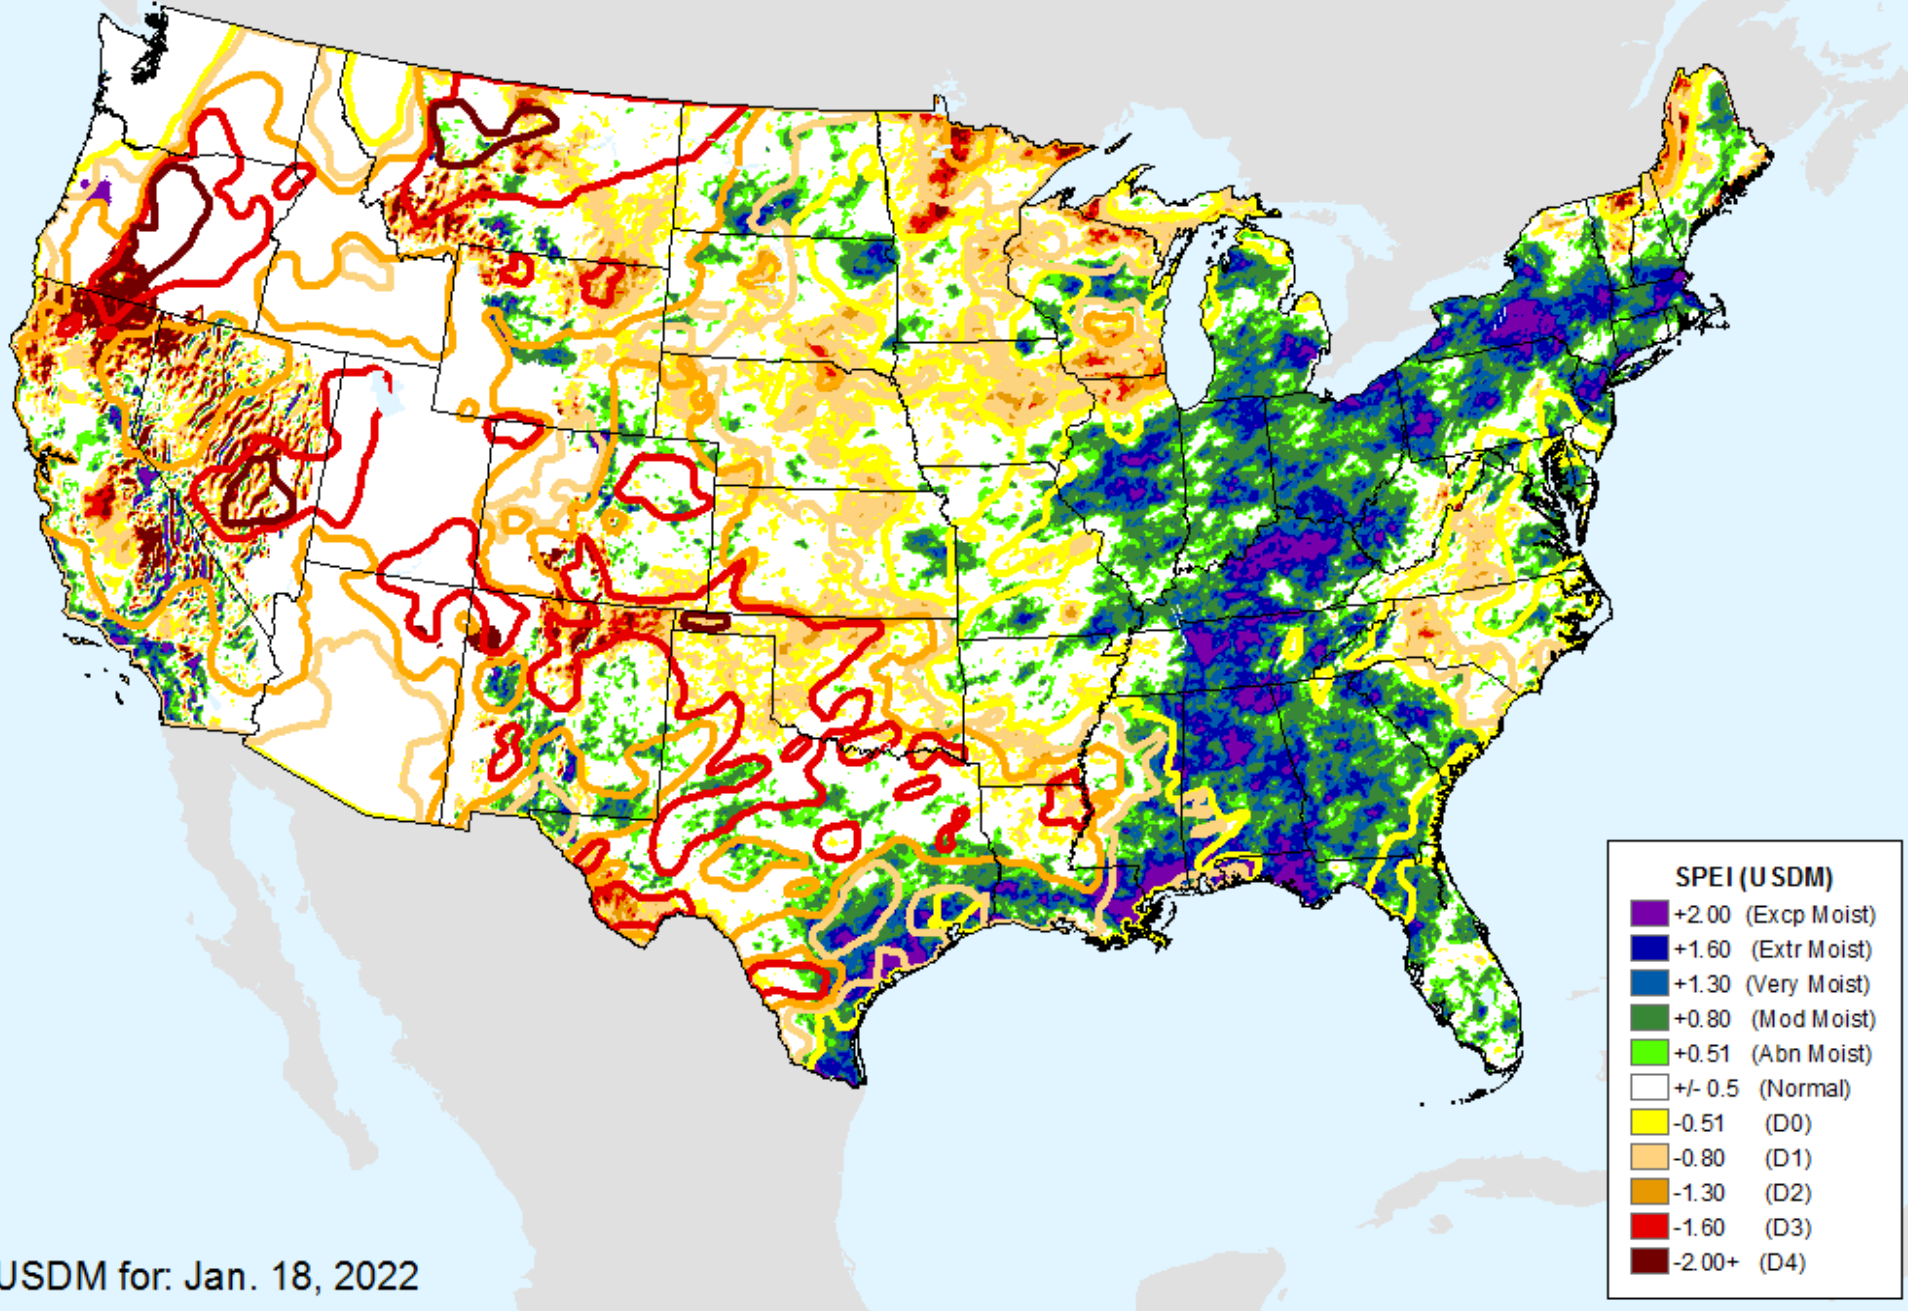 SPEI (USDM)
+2.00 (Excp Moist)
+1.60 (Extr Moist)
+1.30 (Very Moist)
+0.80 (Mod Moist)
+0.51 (Abn Moist)
+/- 0.5 (Normal)
-0.51 (D0)
-0.80 (D1)
-1.30 (D2)
-1.60 (D3)
-2.00+ (D4)
USDM for: Jan. 18, 2022